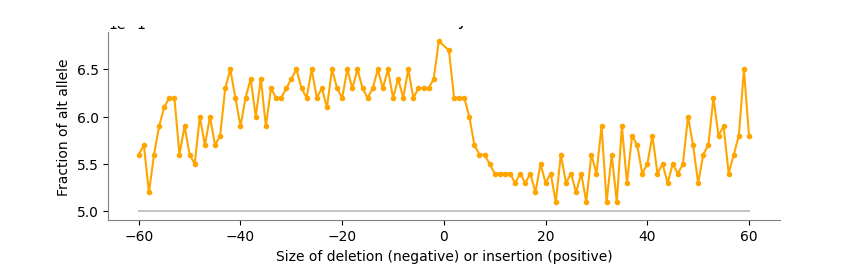 6.5
6.0
5.5
5.0
Fraction of alt allele
−60 −40 −20 0 20 40 60
Size of deletion (negative) or insertion (positive)